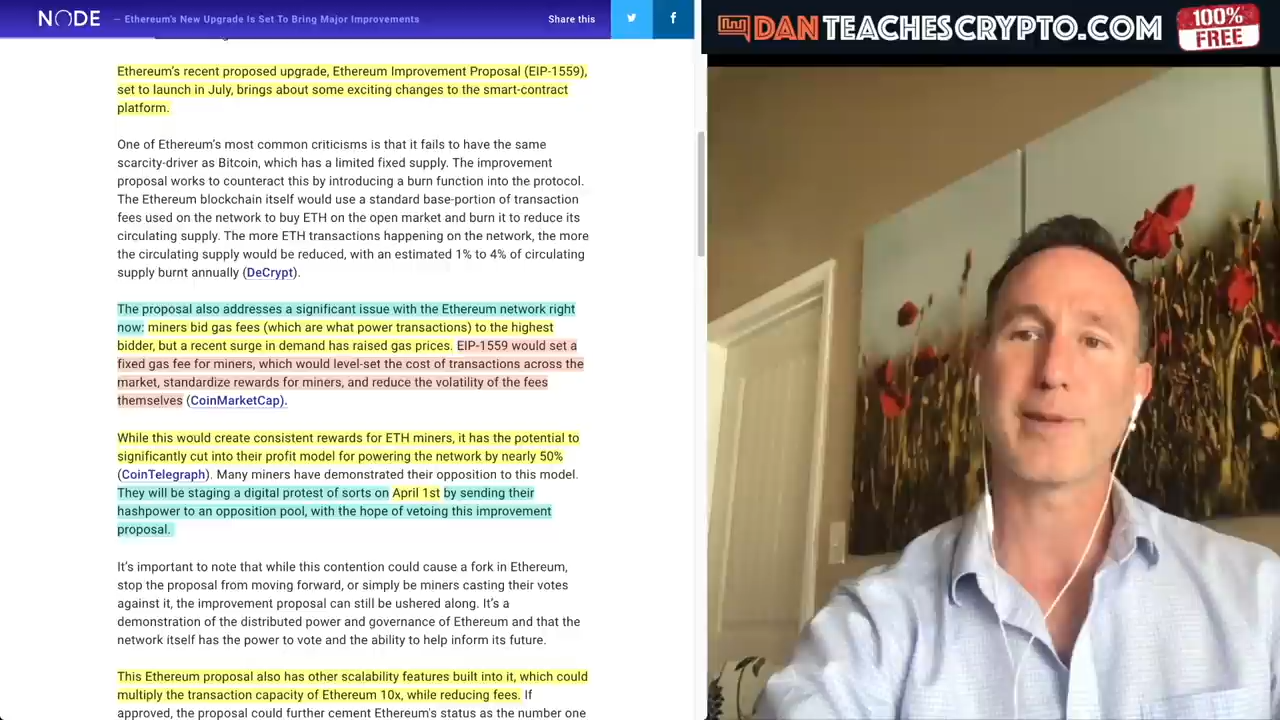 NODE
— Ethereum's New Upgrade Is Set To Bring Major Improvements
Share this
DANTEACHESCRYPTO.COM
100%
FREE
Ethereum's recent proposed upgrade, Ethereum Improvement Proposal (EIP-1559),
set to launch in July, brings about some exciting changes to the smart-contract
platform.
One of Ethereum's most common criticisms is that it fails to have the same
scarcity-driver as Bitcoin, which has a limited fixed supply. The improvement
proposal works to counteract this by introducing a burn function into the protocol.
The Ethereum blockchain itself would use a standard base-portion of transaction
fees used on the network to buy ETH on the open market and burn it to reduce its
circulating supply. The more ETH transactions happening on the network, the more
the circulating supply would be reduced, with an estimated 1% to 4% of circulating
supply burnt annually (DeCrypt).
The proposal also addresses a significant issue with the Ethereum network right
now: miners bid gas fees (which are what power transactions) to the highest
bidder, but a recent surge in demand has raised gas prices. EIP-1559 would set a
fixed gas fee for miners, which would level-set the cost of transactions across the
market, standardize rewards for miners, and reduce the volatility of the fees
themselves (CoinMarketCap).
While this would create consistent rewards for ETH miners, it has the potential to
significantly cut into their profit model for powering the network by nearly 50%
(CoinTelegraph). Many miners have demonstrated their opposition to this model.
They will be staging a digital protest of sorts on April 1st by sending their
hashpower to an opposition pool, with the hope of vetoing this improvement
proposal.
It's important to note that while this contention could cause a fork in Ethereum,
stop the proposal from moving forward, or simply be miners casting their votes
against it, the improvement proposal can still be ushered along. It's a
demonstration of the distributed power and governance of Ethereum and that the
network itself has the power to vote and the ability to help inform its future.
This Ethereum proposal also has other scalability features built into it, which could
multiply the transaction capacity of Ethereum 10x, while reducing fees. If
approved, the proposal could further cement Ethereum's status as the number one